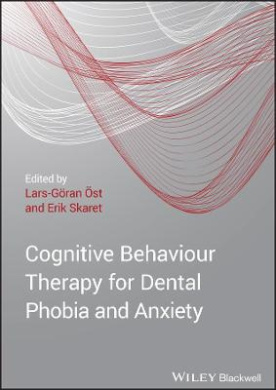 Edited by
Lars-Göran Öst
and Erik Skaret
Cognitive Behaviour
Therapy for Dental
Phobia and Anxiety
WILEY Blackwell